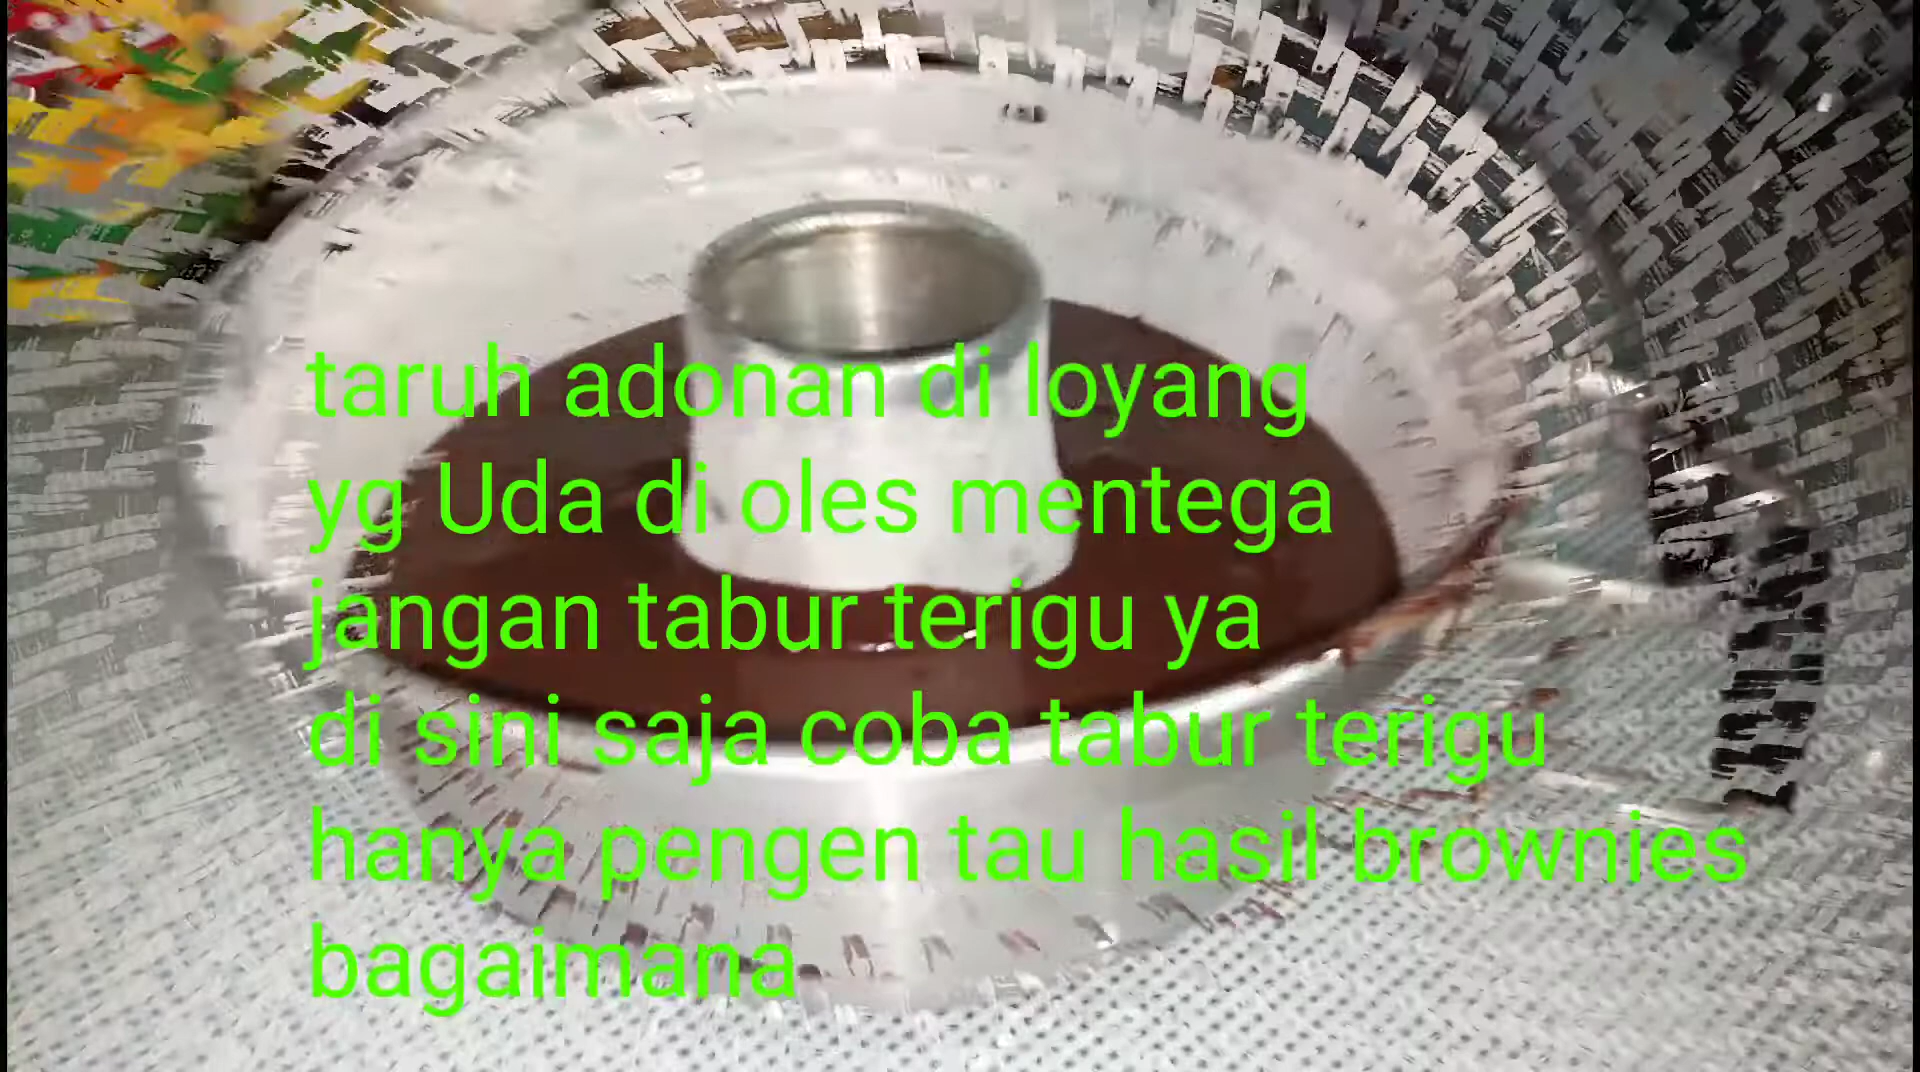 taruh adonan di loyang
yg Uda di oles mentega
jangan tabur terigu ya
di sini saja coba tabur terigu
hanya pengen tau hasil brownies
bagaimana